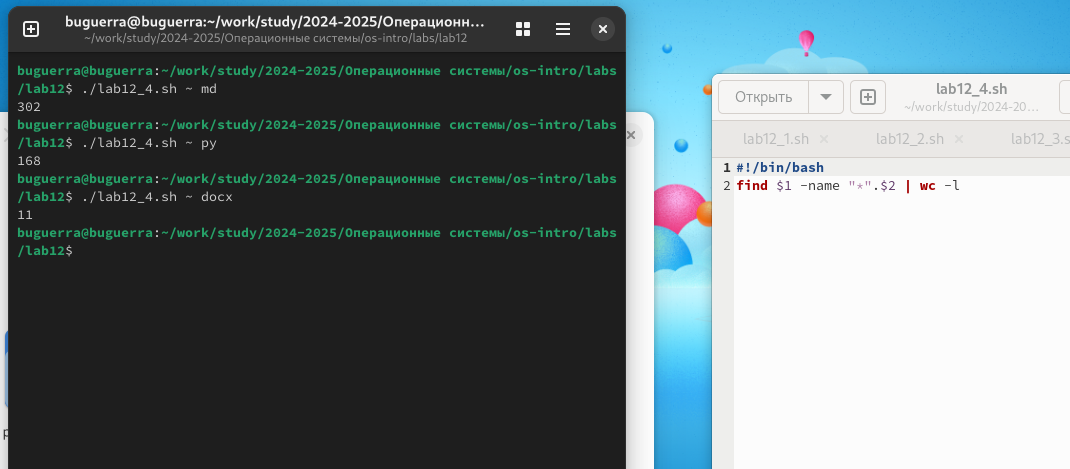 buguerra@buguerra:~/work/study/2024-2025/Операционн...
~/work/study/2024-2025/Операционные системы/os-intro/labs/lab12
buguerra@buguerra:~/work/study/2024-2025/Операционные системы/os-intro/labs
/lab12$ ./lab12_4.sh ~ md
302
buguerra@buguerra:~/work/study/2024-2025/Операционные системы/os-intro/labs
/lab12$ ./lab12_4.sh ~ py
168
buguerra@buguerra:~/work/study/2024-2025/Операционные системы/os-intro/labs
/lab12$ ./lab12_4.sh ~ docx
11
buguerra@buguerra:~/work/study/2024-2025/Операционные системы/os-intro/labs
/lab12$
Открыть
lab12_4.sh
~/work/study/2024-20...
lab12_1.sh lab12_2.sh lab12_3.s
1 #!/bin/bash
2 find $1 -name "*".$2 | wc -l